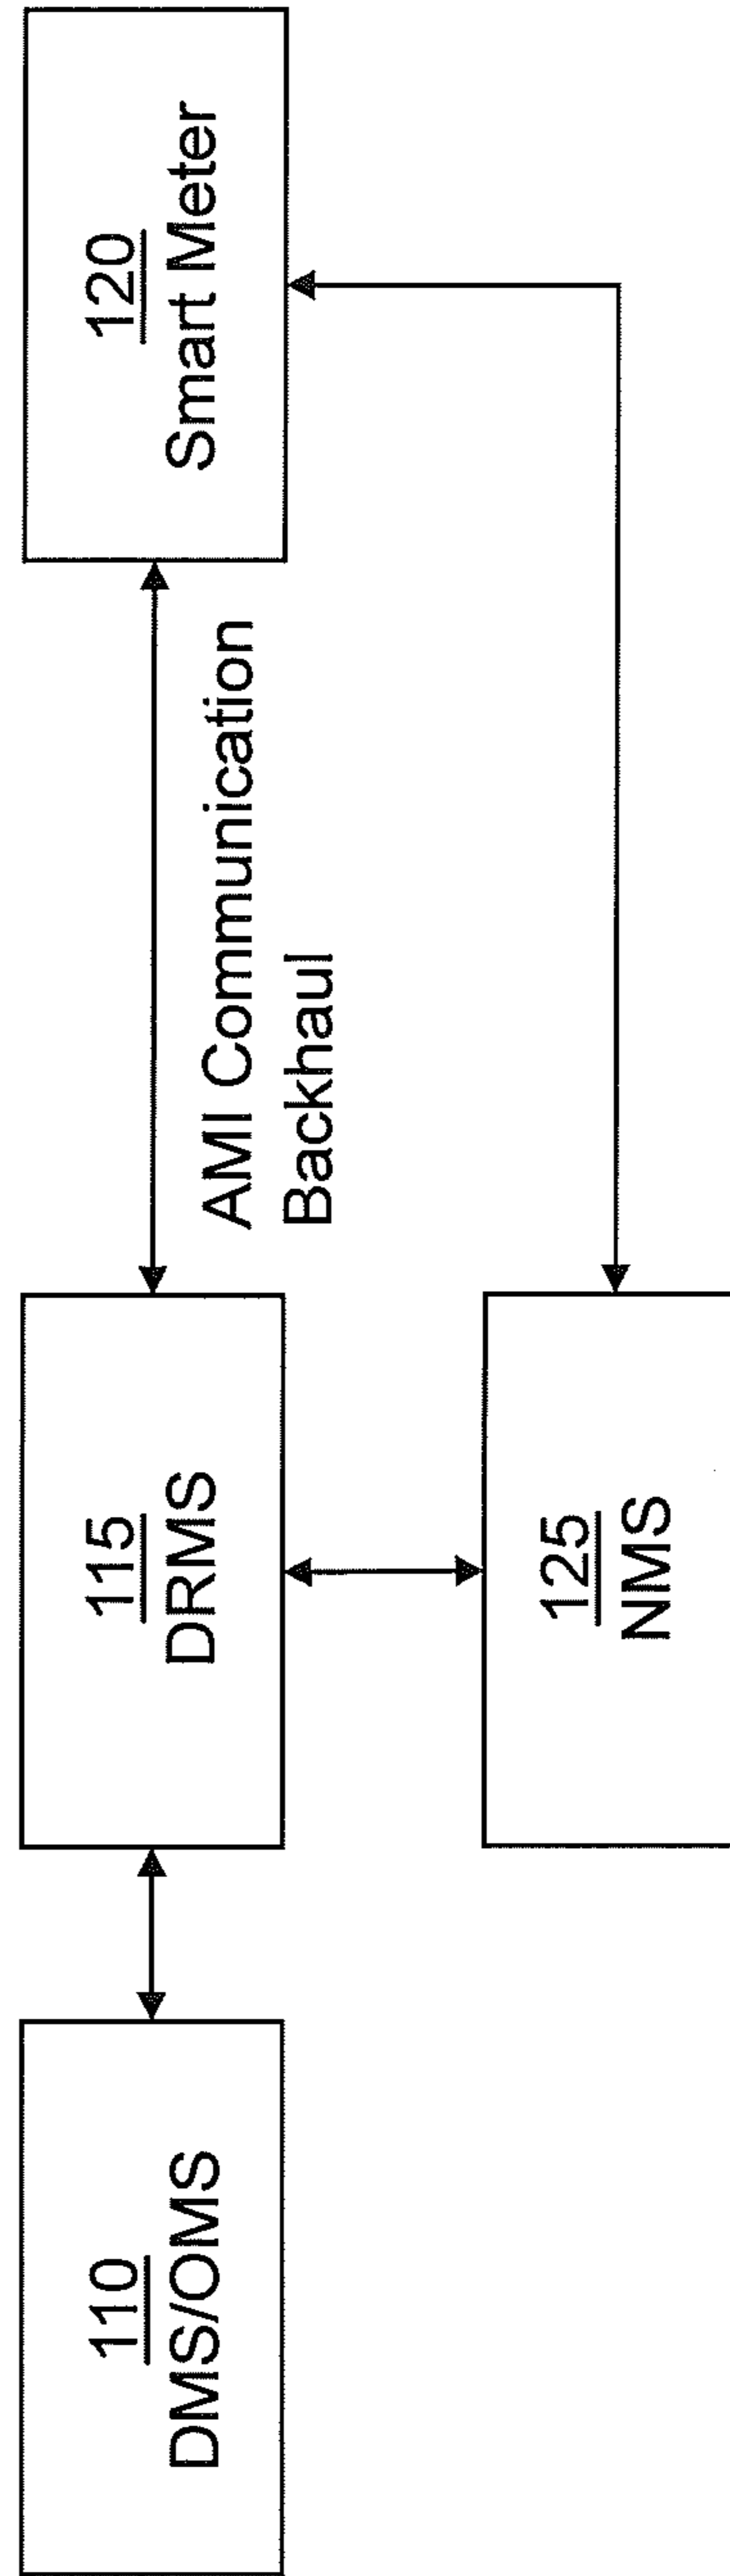 110
DMS/OMS
115
DRMS
AMI Communication
Backhaul
120
Smart Meter
125
NMS